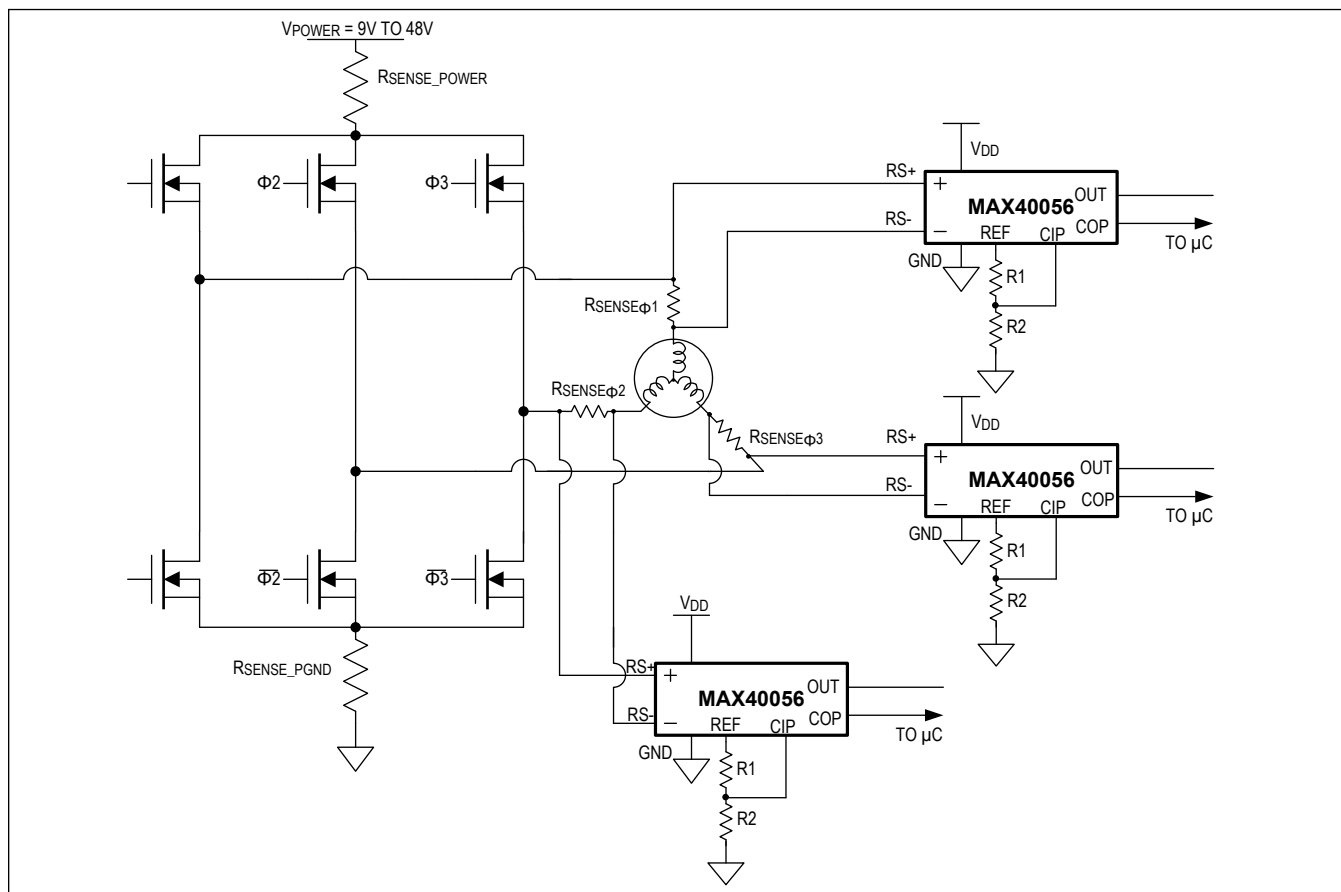 VPOWER = 9V TO 48V
RSENSE_POWER
Φ2
Φ3
VDD
RS+
RS-
+
−
MAX40056
OUT
COP
REF
CIP
TO µC
GND
R1
R2
RSENSEΦ1
RSENSEΦ2
RSENSEΦ3
VDD
RS+
RS-
+
−
MAX40056
OUT
COP
REF
CIP
TO µC
GND
R1
R2
Φ̅2̅
Φ̅3̅
RSENSE_PGND
VDD
RS+
RS-
+
−
MAX40056
OUT
COP
REF
CIP
TO µC
GND
R1
R2